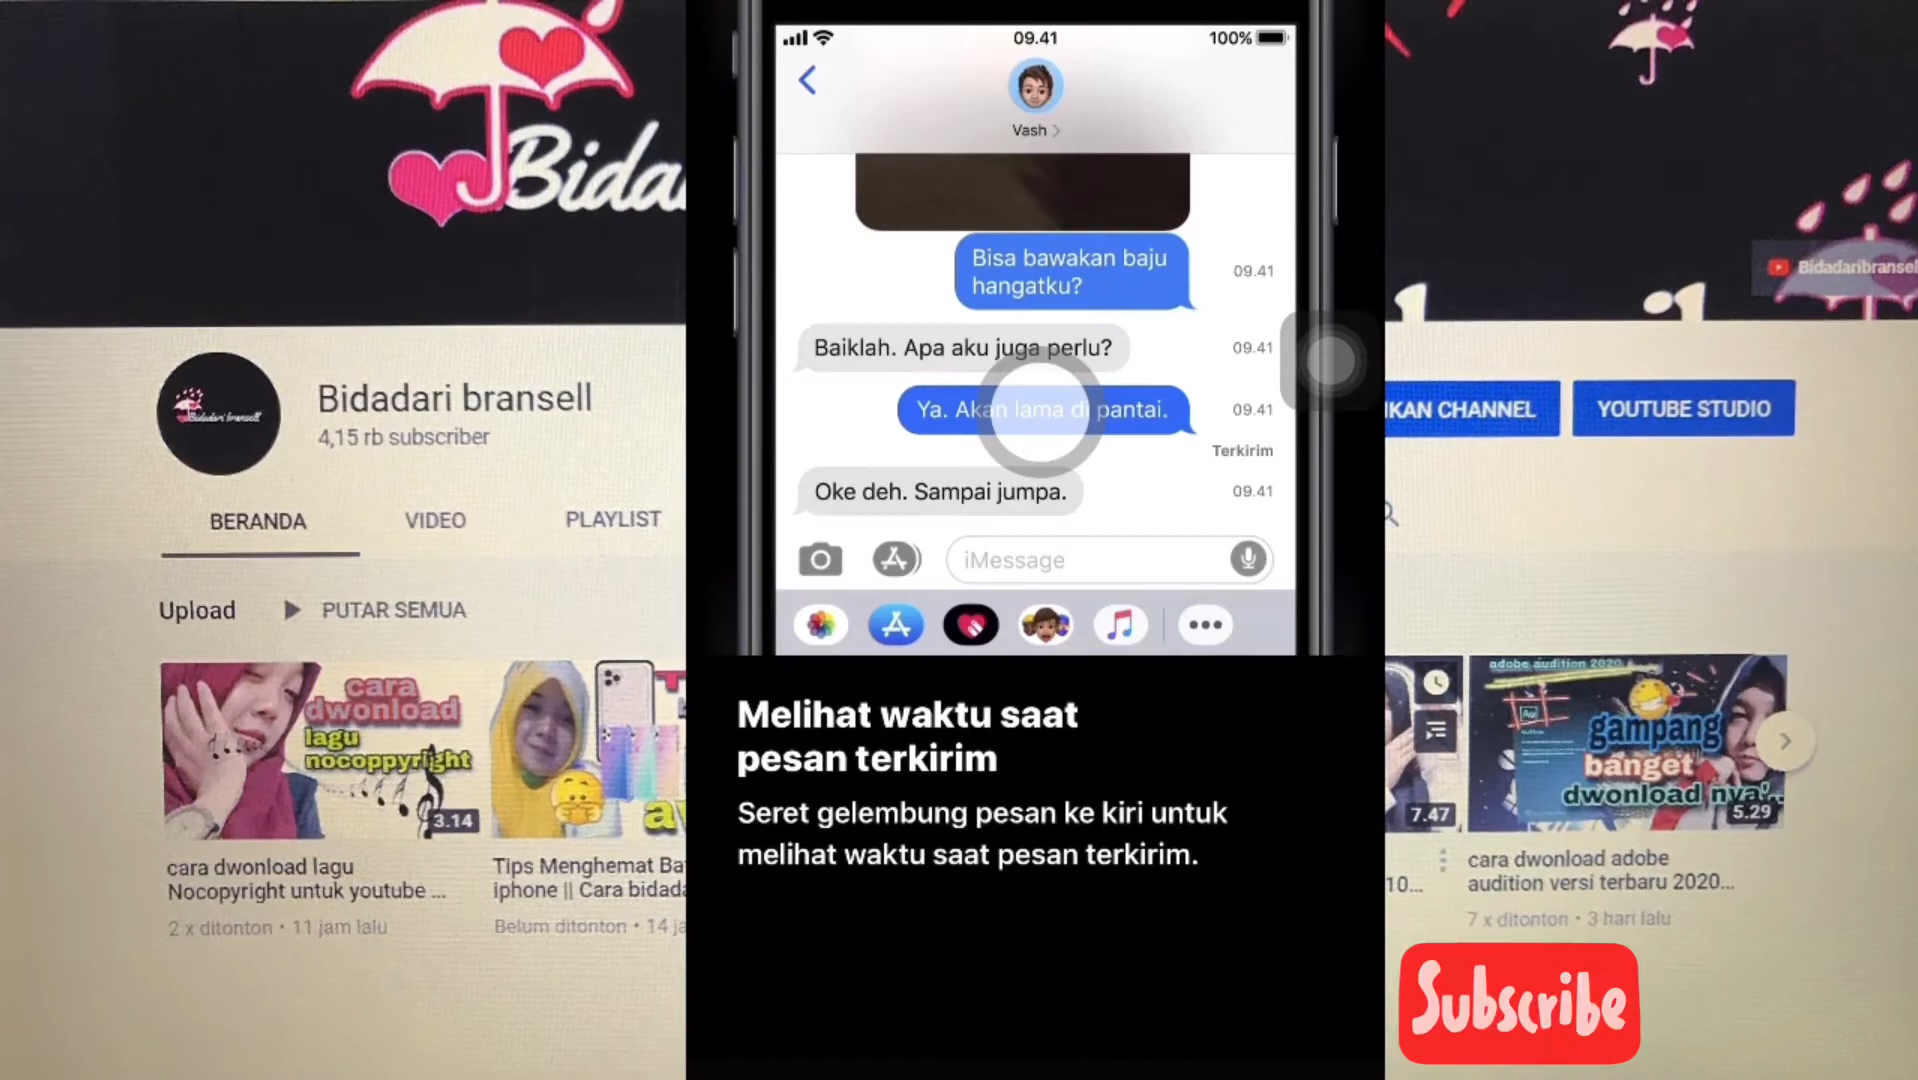 Bida
Bidadaribransel
Bidadari bransell
4,15 rb subscriber
YOUTUBE STUDIO
BERANDA
VIDEO
PLAYLIST
Upload
PUTAR SEMUA
cara
dwonload
lagu
nocoppyright
3.14
cara dwonload lagu
Nocopyright untuk youtube ...
2 x ditonton • 11 jam lalu
Tips Menghemat Ba
iphone || Cara bidada
Belum ditonton • 14 ja
09.41
100%
Vash
Bisa bawakan baju
hangatku?
09.41
Baiklah. Apa aku juga perlu?
09.41
Ya. Akan lama di pantai.
09.41
Terkirim
Oke deh. Sampai jumpa.
09.41
iMessage
Melihat waktu saat
pesan terkirim
Seret gelembung pesan ke kiri untuk
melihat waktu saat pesan terkirim.
KAN CHANNEL
7.47
10...
adobe audition 2020
Au
gampang
banget
dwonload nya'..
5.29
cara dwonload adobe
audition versi terbaru 2020...
7 x ditonton • 3 hari lalu
Subscribe